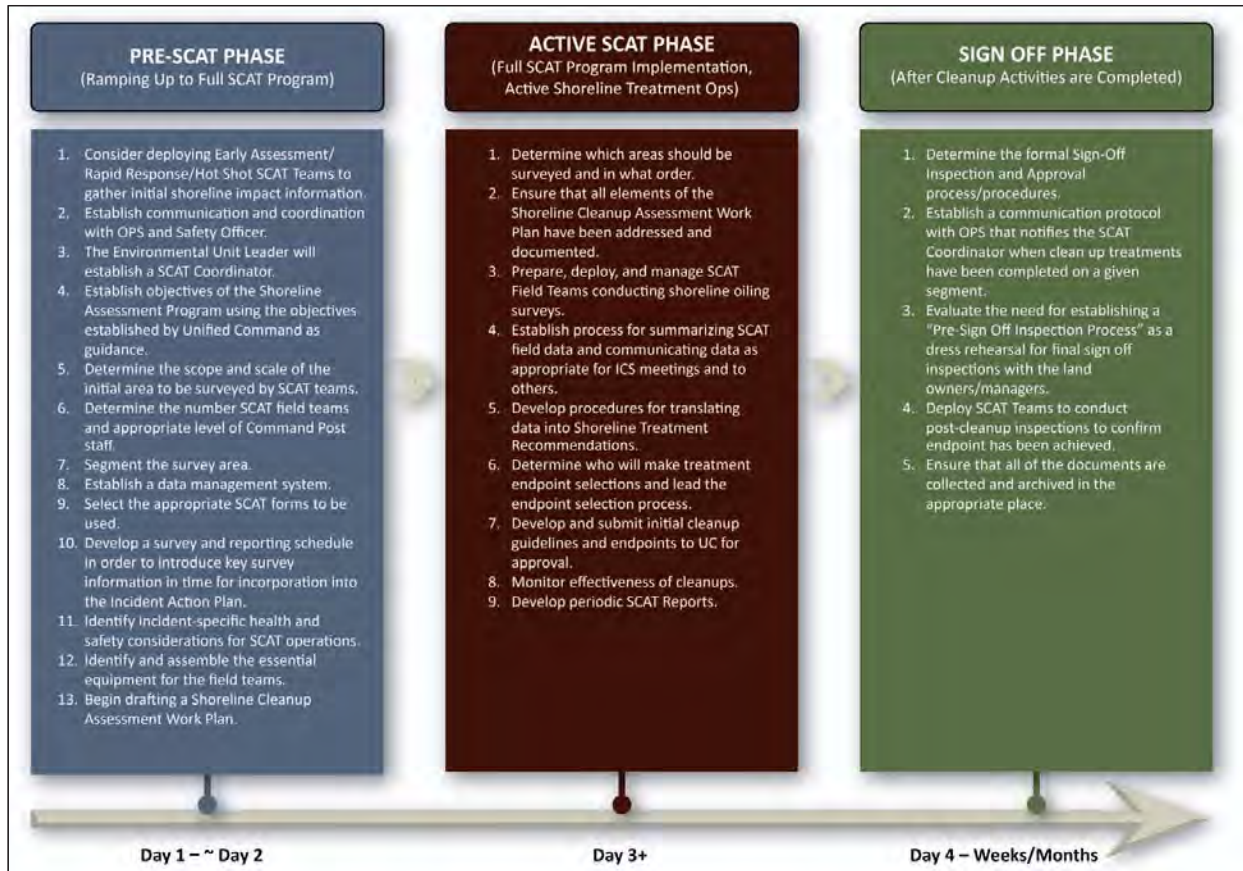 PRE-SCAT PHASE
(Ramping Up to Full SCAT Program)
1. Consider deploying Early Assessment/
Rapid Response/Hot Shot SCAT Teams to
gather initial shoreline impact information.
2. Establish communication and coordination
with OPS and Safety Officer.
3. The Environmental Unit Leader will
establish a SCAT Coordinator.
4. Establish objectives of the Shoreline
Assessment Program using the objectives
established by Unified Command as
guidance.
5. Determine the scope and scale of the
initial area to be surveyed by SCAT teams.
6. Determine the number SCAT field teams
and appropriate level of Command Post
staff.
7. Segment the survey area.
8. Establish a data management system.
9. Select the appropriate SCAT forms to be
used.
10. Develop a survey and reporting schedule
in order to introduce key survey
information in time for incorporation into
the Incident Action Plan.
11. Identify incident-specific health and
safety considerations for SCAT operations.
12. Identify and assemble the essential
equipment for the field teams.
13. Begin drafting a Shoreline Cleanup
Assessment Work Plan.
ACTIVE SCAT PHASE
(Full SCAT Program Implementation,
Active Shoreline Treatment Ops)
1. Determine which areas should be
surveyed and in what order.
2. Ensure that all elements of the
Shoreline Cleanup Assessment Work
Plan have been addressed and
documented.
3. Prepare, deploy, and manage SCAT
Field Teams conducting shoreline oiling
surveys.
4. Establish process for summarizing SCAT
field data and communicating data as
appropriate for ICS meetings and to
others.
5. Develop procedures for translating
data into Shoreline Treatment
Recommendations.
6. Determine who will make treatment
endpoint selections and lead the
endpoint selection process.
7. Develop and submit initial cleanup
guidelines and endpoints to UC for
approval.
8. Monitor effectiveness of cleanups.
9. Develop periodic SCAT Reports.
SIGN OFF PHASE
(After Cleanup Activities are Completed)
1. Determine the formal Sign-Off
Inspection and Approval
process/procedures.
2. Establish a communication protocol
with OPS that notifies the SCAT
Coordinator when clean up treatments
have been completed on a given
segment.
3. Evaluate the need for establishing a
“Pre-Sign Off Inspection Process” as a
dress rehearsal for final sign off
inspections with the land
owners/managers.
4. Deploy SCAT Teams to conduct
post-cleanup inspections to confirm
endpoint has been achieved.
5. Ensure that all of the documents are
collected and archived in the
appropriate place.
Day 1 – ~ Day 2
Day 3+
Day 4 – Weeks/Months